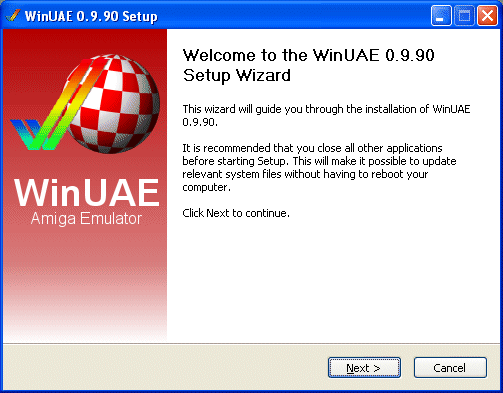 WinUAE 0.9.90 Setup
Welcome to the WinUAE 0.9.90
Setup Wizard
This wizard will guide you through the installation of WinUAE
0.9.90.
It is recommended that you close all other applications
before starting Setup. This will make it possible to update
relevant system files without having to reboot your
computer.
Click Next to continue.
WinUAE
Amiga Emulator
Next >
Cancel